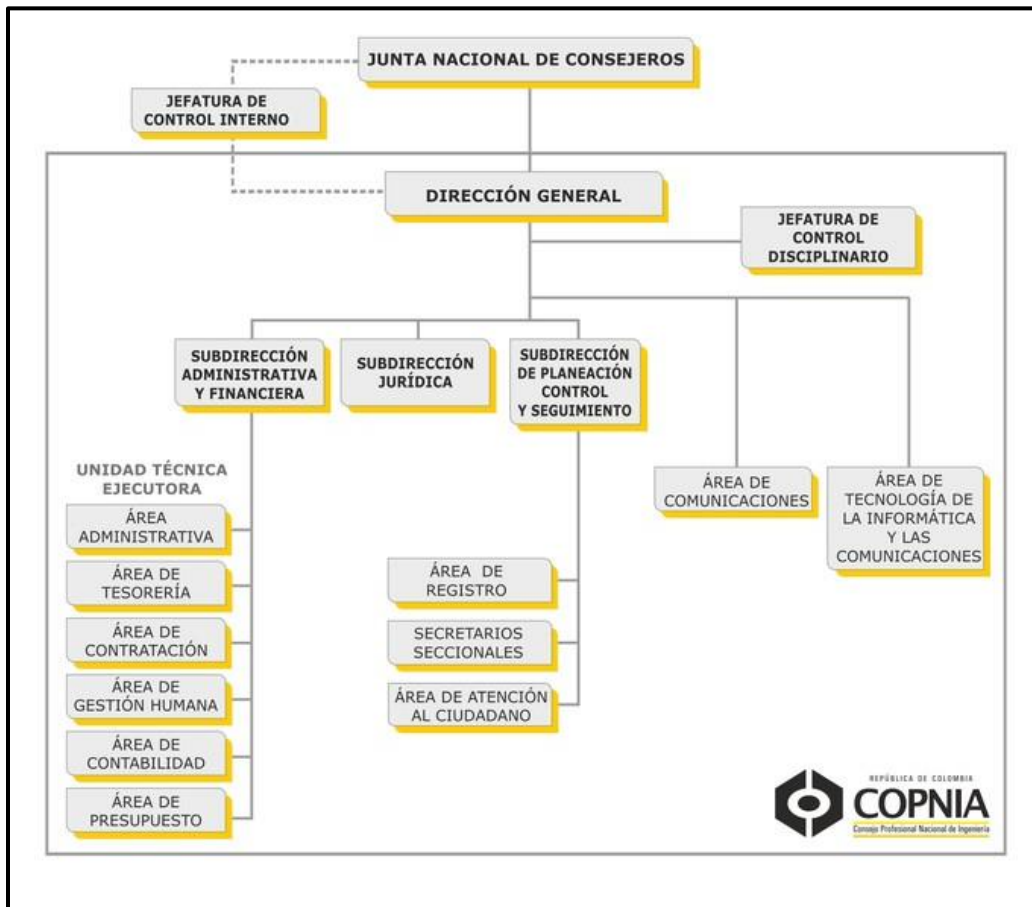 JUNTA NACIONAL DE CONSEJEROS
JEFATURA DE
CONTROL INTERNO
DIRECCIÓN GENERAL
JEFATURA DE
CONTROL
DISCIPLINARIO
SUBDIRECCIÓN
ADMINISTRATIVA
Y FINANCIERA
SUBDIRECCIÓN
JURÍDICA
SUBDIRECCIÓN
DE PLANEACIÓN
CONTROL
Y SEGUIMIENTO
UNIDAD TÉCNICA
EJECUTORA
ÁREA
ADMINISTRATIVA
ÁREA DE
TESORERÍA
ÁREA DE
CONTRATACIÓN
ÁREA DE
GESTIÓN HUMANA
ÁREA DE
CONTABILIDAD
ÁREA DE
PRESUPUESTO
ÁREA DE
REGISTRO
SECRETARIOS
SECCIONALES
ÁREA DE ATENCIÓN
AL CIUDADANO
ÁREA DE
COMUNICACIONES
ÁREA DE
TECNOLOGÍA DE
LA INFORMÁTICA
Y LAS
COMUNICACIONES
REPÚBLICA DE COLOMBIA
COPNIA
Consejo Profesional Nacional de Ingeniería